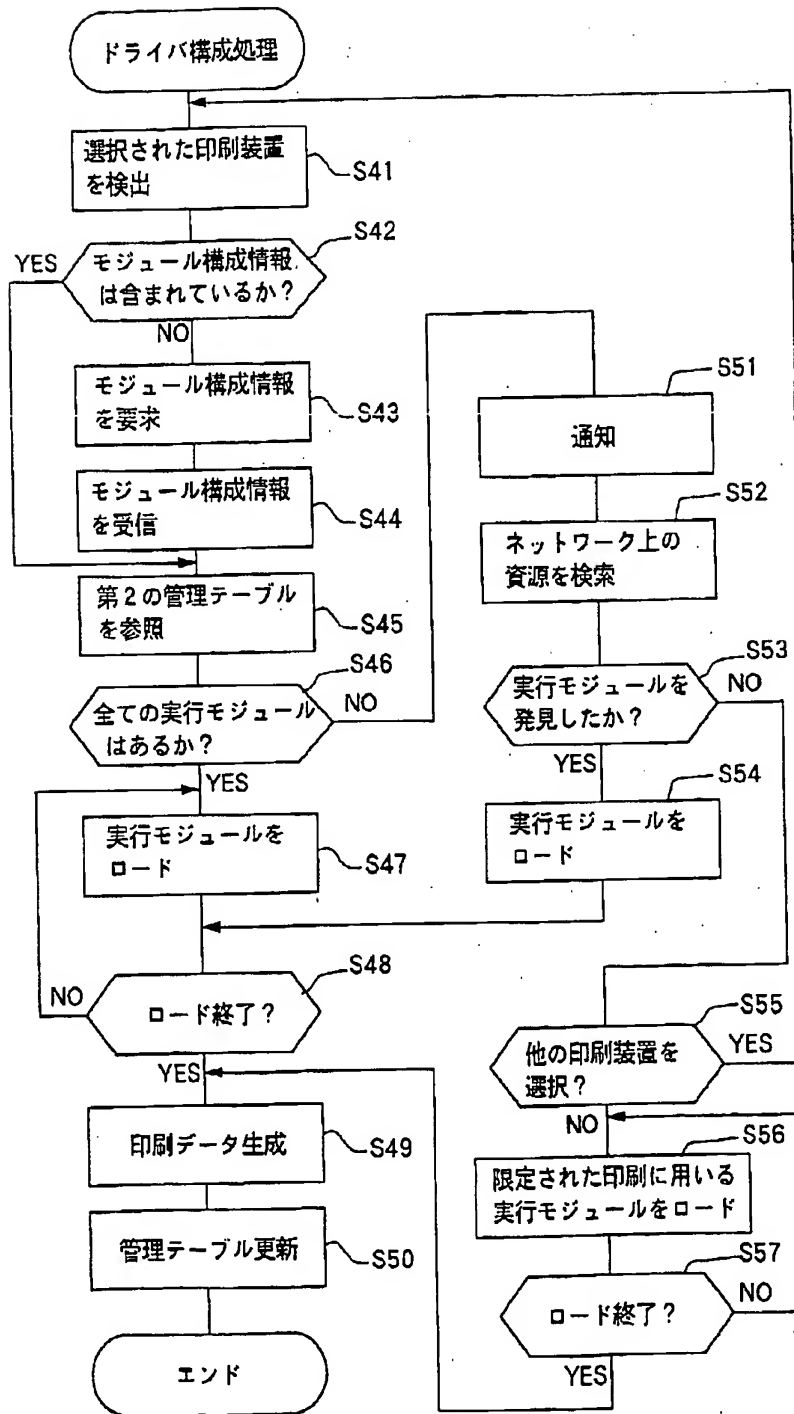 ドライバ構成処理
選択された印刷装置
を検出
S41
S42
YES
モジュール構成情報
は含まれているか?
NO
モジュール構成情報
を要求
S43
モジュール構成情報
を受信
S44
第2の管理テーブル
を参照
S45
S46
全ての実行モジュール
はあるか?
NO
YES
実行モジュールを
ロード
S47
S48
NO
ロード終了?
YES
印刷データ生成
S49
管理テーブル更新
S50
エンド
S51
通知
S52
ネットワーク上の
資源を検索
S53
実行モジュールを
発見したか?
NO
YES
S54
実行モジュールを
ロード
S55
他の印刷装置を
選択?
YES
NO
S56
限定された印刷に用いる
実行モジュールをロード
S57
ロード終了?
NO
YES